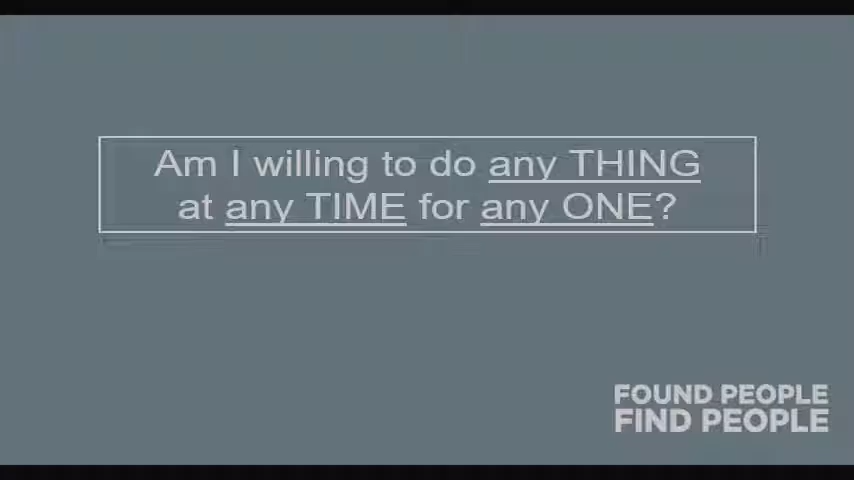 Am I willing to do any THING
at any TIME for any ONE?
FOUND PEOPLE
FIND PEOPLE